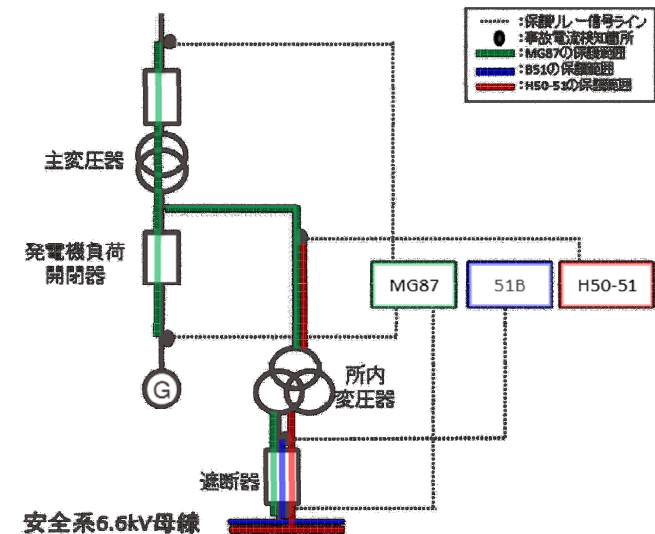 :保護リレー信号ライン
:事故電流検知箇所
:MG87の保護範囲
:B51の保護範囲
:H50-51の保護範囲
主変圧器
発電機負荷
開閉器
MG87
51B
H50-51
G
所内
変圧器
遮断器
安全系6.6kV母線